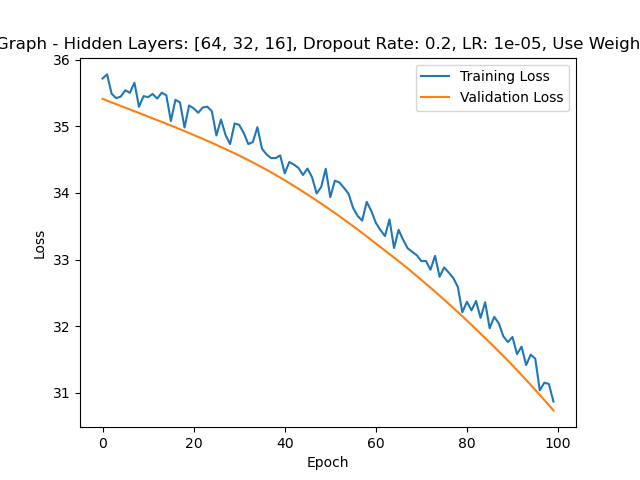 Graph - Hidden Layers: [64, 32, 16], Dropout Rate: 0.2, LR: 1e-05, Use Weigh
36
35
34
33
32
31
Loss
Training Loss
Validation Loss
0 20 40 60 80 100
Epoch